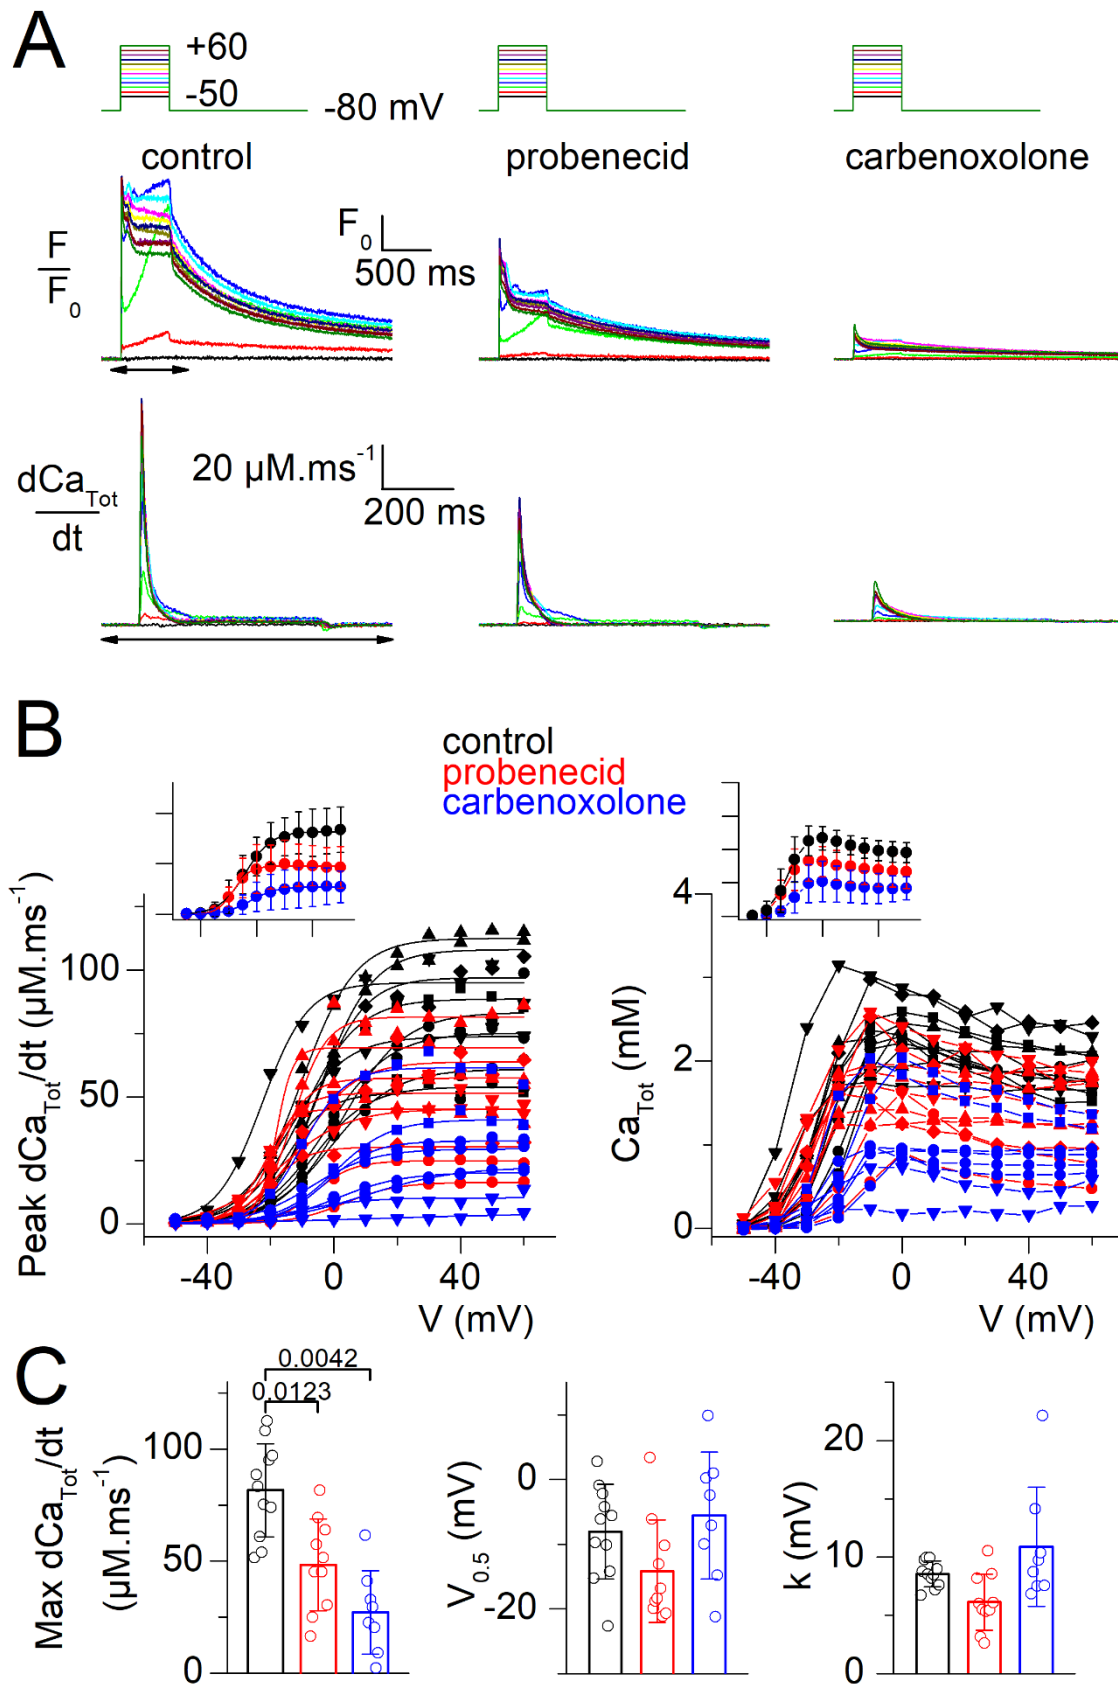 A
+60
-50
-80 mV
control
probenecid
carbenoxolone
F
F0
F0
500 ms
dCaTot
dt
20 µM.ms-1
200 ms
B
control
probenecid
carbenoxolone
Peak dCaTot/dt (µM.ms-1)
100
50
0
-40
0
40
V (mV)
CaTot (mM)
4
2
0
-40
0
40
V (mV)
C
Max dCaTot/dt
(µM.ms-1)
100
50
0
0.0042
0.0123
V0.5 (mV)
0
-20
k (mV)
20
10
0